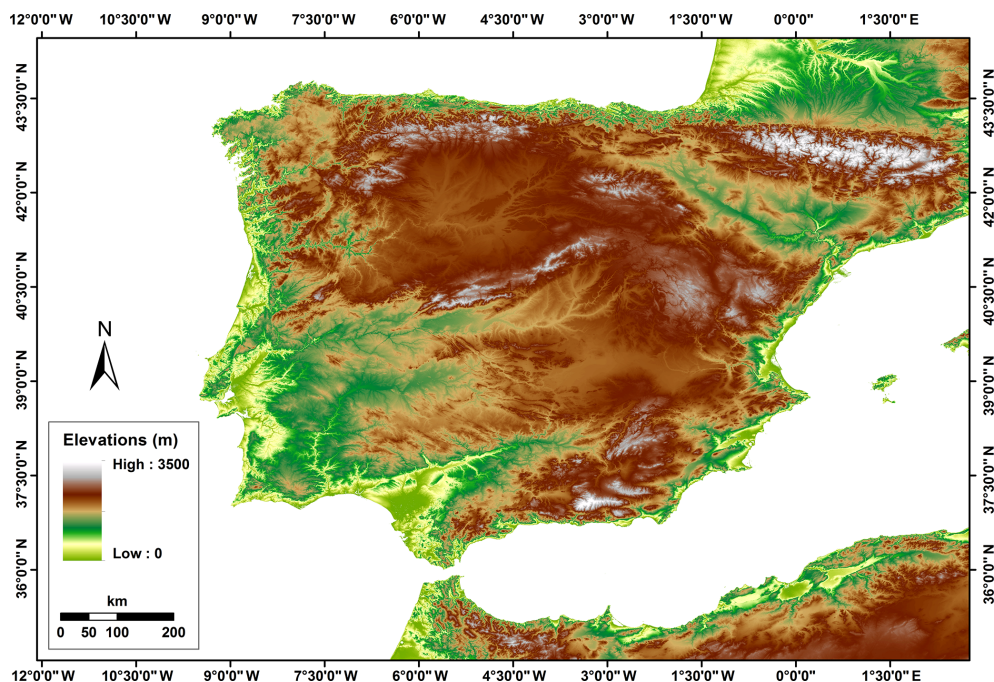 12°0'0"W 10°30'0"W 9°0'0"W 7°30'0"W 6°0'0"W 4°30'0"W 3°0'0"W 1°30'0"W 0°0'0" 1°30'0"E
43°30'0"N 43°30'0"N
42°0'0"N 42°0'0"N
40°30'0"N 40°30'0"N
N
39°0'0"N 39°0'0"N
Elevations (m)
High : 3500
37°30'0"N 37°30'0"N
Low : 0
36°0'0"N 36°0'0"N
km
0 50 100 200
12°0'0"W 10°30'0"W 9°0'0"W 7°30'0"W 6°0'0"W 4°30'0"W 3°0'0"W 1°30'0"W 0°0'0" 1°30'0"E